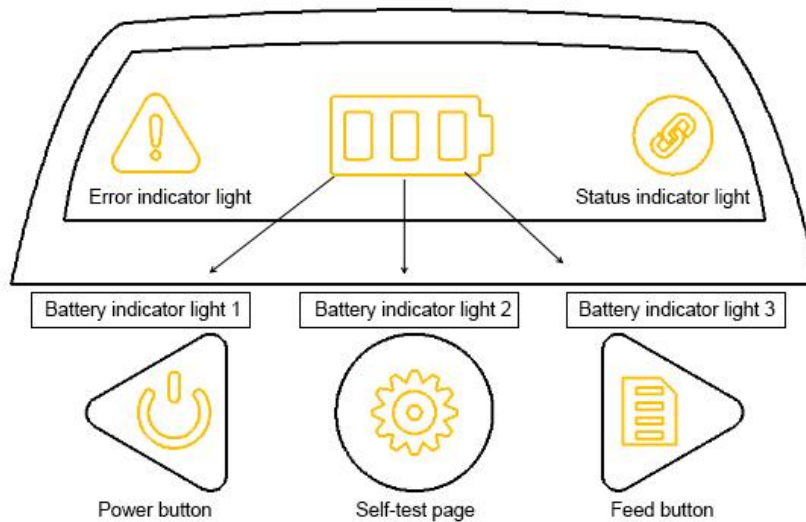 Error indicator light
Status indicator light
Battery indicator light 1
Battery indicator light 2
Battery indicator light 3
Power button
Self-test page
Feed button